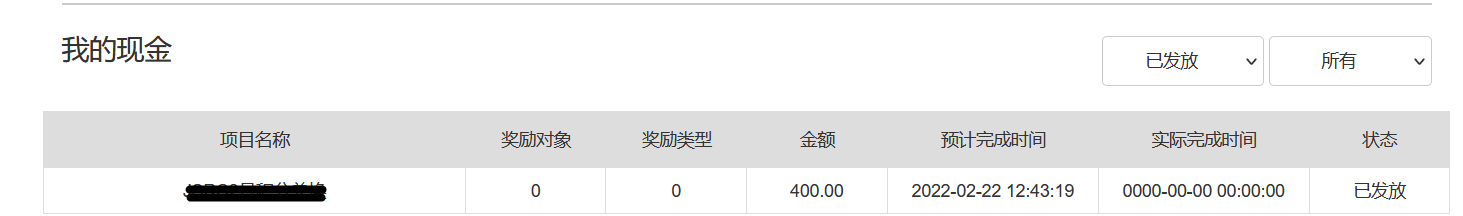 我的现金
已发放 所有
项目名称 奖励对象 奖励类型 金额 预计完成时间 实际完成时间 状态
0 0 400.00 2022-02-22 12:43:19 0000-00-00 00:00:00 已发放